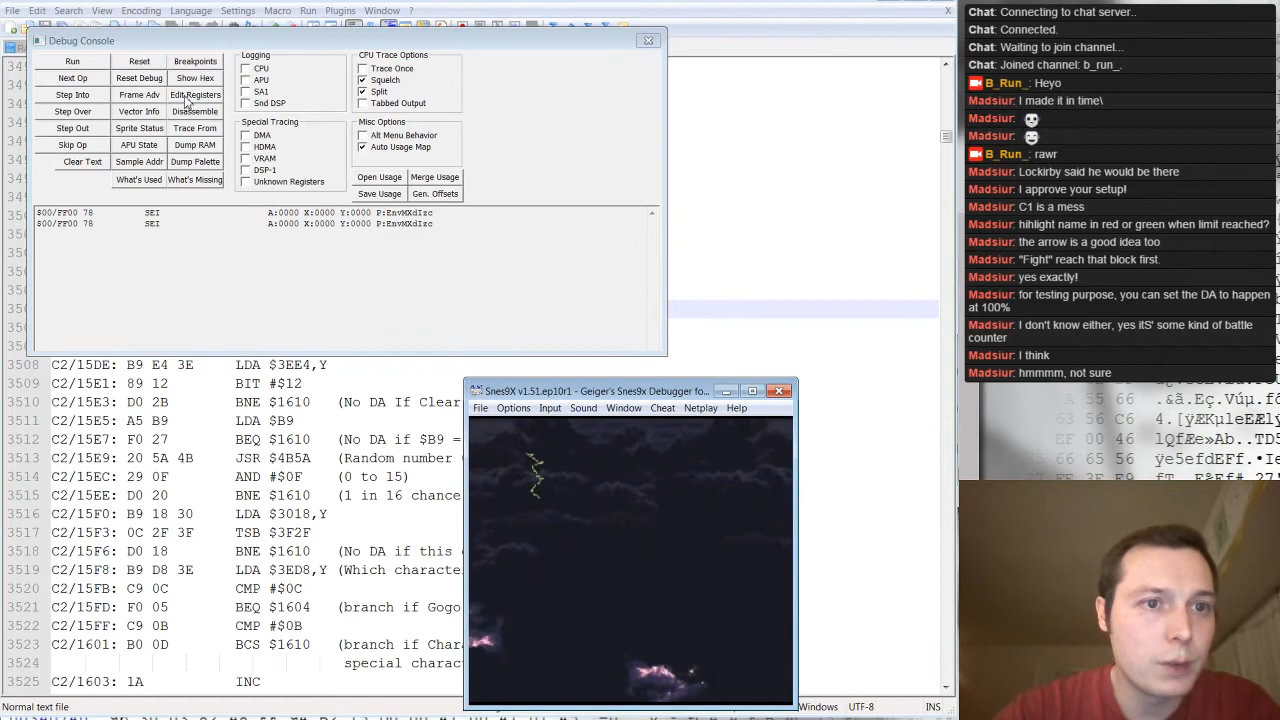 File Edit Search View Encoding Language Settings Macro Run Plugins Window ?
X
Debug Console
Run Reset Breakpoints
Next Op Reset Debug Show Hex
Step Into Frame Adv Edit Registers
Step Over Vector Info Disassemble
Step Out Sprite Status Trace From
Skip Op APU State Dump RAM
Clear Text Sample Addr Dump Palette
What's Used What's Missing
Logging
CPU
APU
SA1
Snd DSP
Special Tracing
DMA
HDMA
VRAM
DSP-1
Unknown Registers
CPU Trace Options
Trace Once
Squelch
Split
Tabbed Output
Misc Options
Alt Menu Behavior
Auto Usage Map
Open Usage Merge Usage
Save Usage Gen. Offsets
$00/FF00 78 SEI A:0000 X:0000 Y:0000 P:EnvMXdIzc
$00/FF00 78 SEI A:0000 X:0000 Y:0000 P:EnvMXdIzc
3508 C2/15DE: B9 E4 3E LDA $3EE4,Y
3509 C2/15E1: 89 12 BIT #$12
3510 C2/15E3: D0 2B BNE $1610 (No DA If Clear
3511 C2/15E5: A5 B9 LDA $B9
3512 C2/15E7: F0 27 BEQ $1610 (No DA if $B9 =
3513 C2/15E9: 20 5A 4B JSR $4B5A (Random number
3514 C2/15EC: 29 0F AND #$0F (0 to 15)
3515 C2/15EE: D0 20 BNE $1610 (1 in 16 chance
3516 C2/15F0: B9 18 30 LDA $3018,Y
3517 C2/15F3: 0C 2F 3F TSB $3F2F
3518 C2/15F6: D0 18 BNE $1610 (No DA if this
3519 C2/15F8: B9 D8 3E LDA $3ED8,Y (Which character
3520 C2/15FB: C9 0C CMP #$0C
3521 C2/15FD: F0 05 BEQ $1604 (branch if Gogo
3522 C2/15FF: C9 0B CMP #$0B
3523 C2/1601: B0 0D BCS $1610 (branch if Chara
3524 special charact
3525 C2/1603: 1A INC
Snes9X v1.51.ep10r1 - Geiger's Snes9x Debugger fo...
File Options Input Sound Window Cheat Netplay Help
Normal text file
Windows UTF-8 INS
Chat: Connecting to chat server..
Chat: Connected.
Chat: Waiting to join channel...
Chat: Joined channel: b_run_.
B_Run_: Heyo
Madsiur: I made it in time\
Madsiur:
Madsiur:
B_Run_: rawr
Madsiur: Lockirby said he would be there
Madsiur: I approve your setup!
Madsiur: C1 is a mess
Madsiur: hihlight name in red or green when limit reached?
Madsiur: the arrow is a good idea too
Madsiur: "Fight" reach that block first.
Madsiur: yes exactly!
Madsiur: for testing purpose, you can set the DA to happen
at 100%
Madsiur: I don't know either, yes itS' some kind of battle
counter
Madsiur: I think
Madsiur: hmmmm, not sure